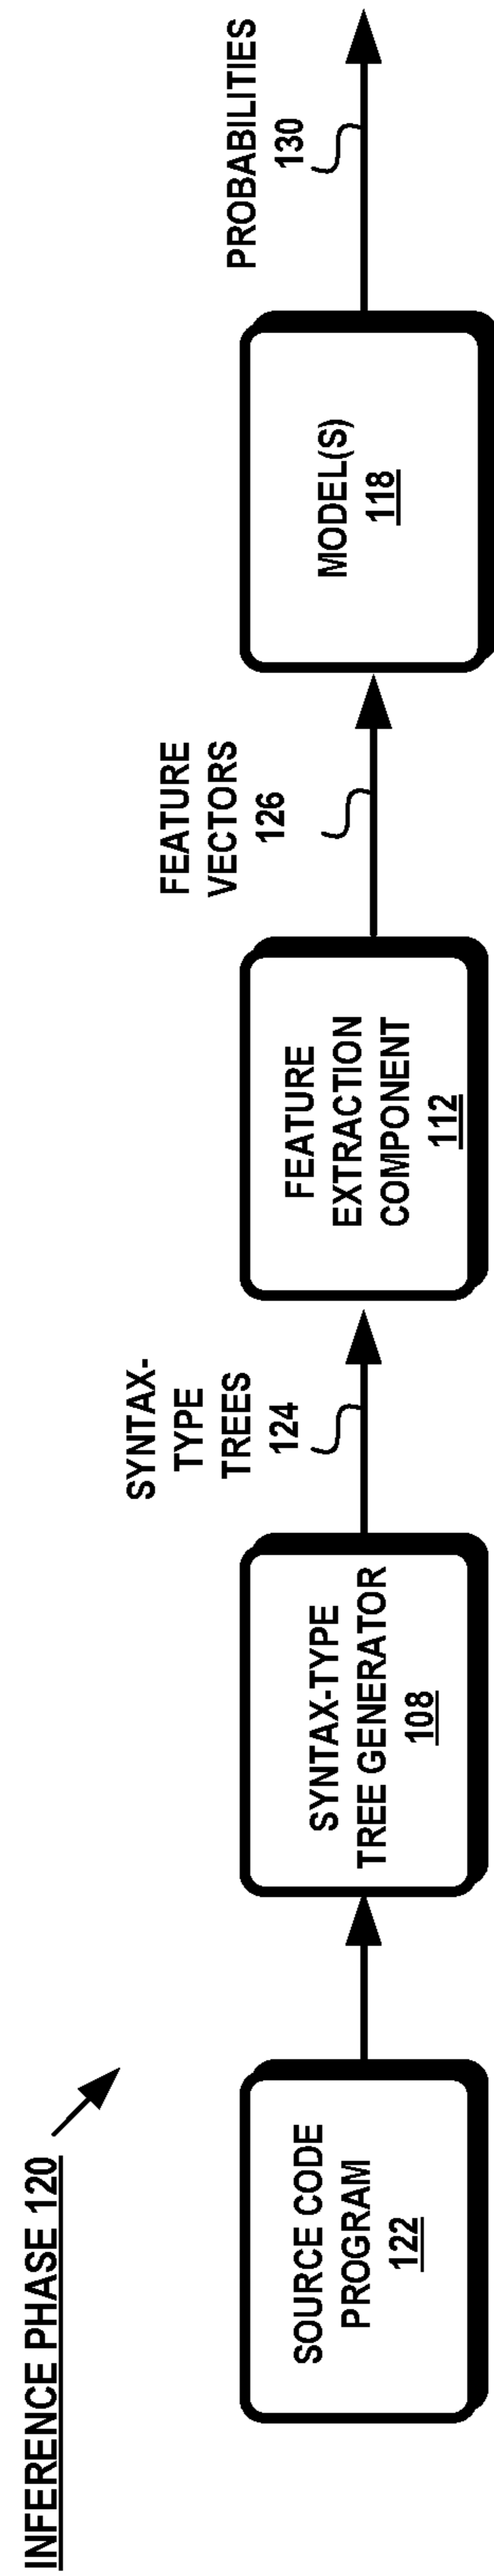 INFERENCE PHASE 120
SOURCE CODE
PROGRAM
122
SYNTAX-TYPE
TREE GENERATOR
108
SYNTAX-
TYPE
TREES
124
FEATURE
EXTRACTION
COMPONENT
112
FEATURE
VECTORS
126
MODEL(S)
118
PROBABILITIES
130